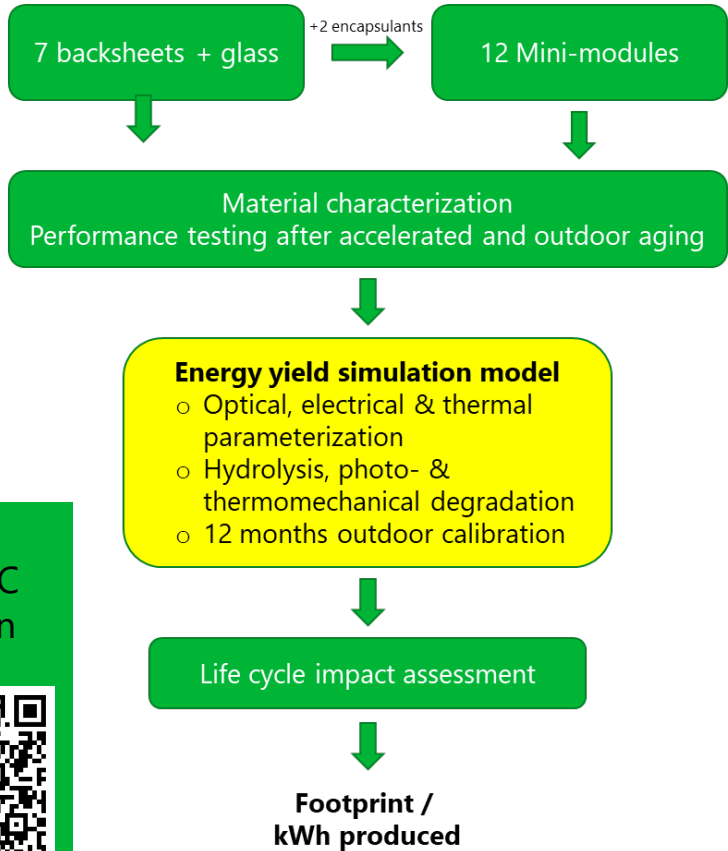 7 backsheets + glass
+2 encapsulants
12 Mini-modules
Material characterization
Performance testing after accelerated and outdoor aging
Energy yield simulation model
o Optical, electrical & thermal
parameterization
o Hydrolysis, photo- &
thermomechanical degradation
o 12 months outdoor calibration
Life cycle impact assessment
Footprint /
kWh produced